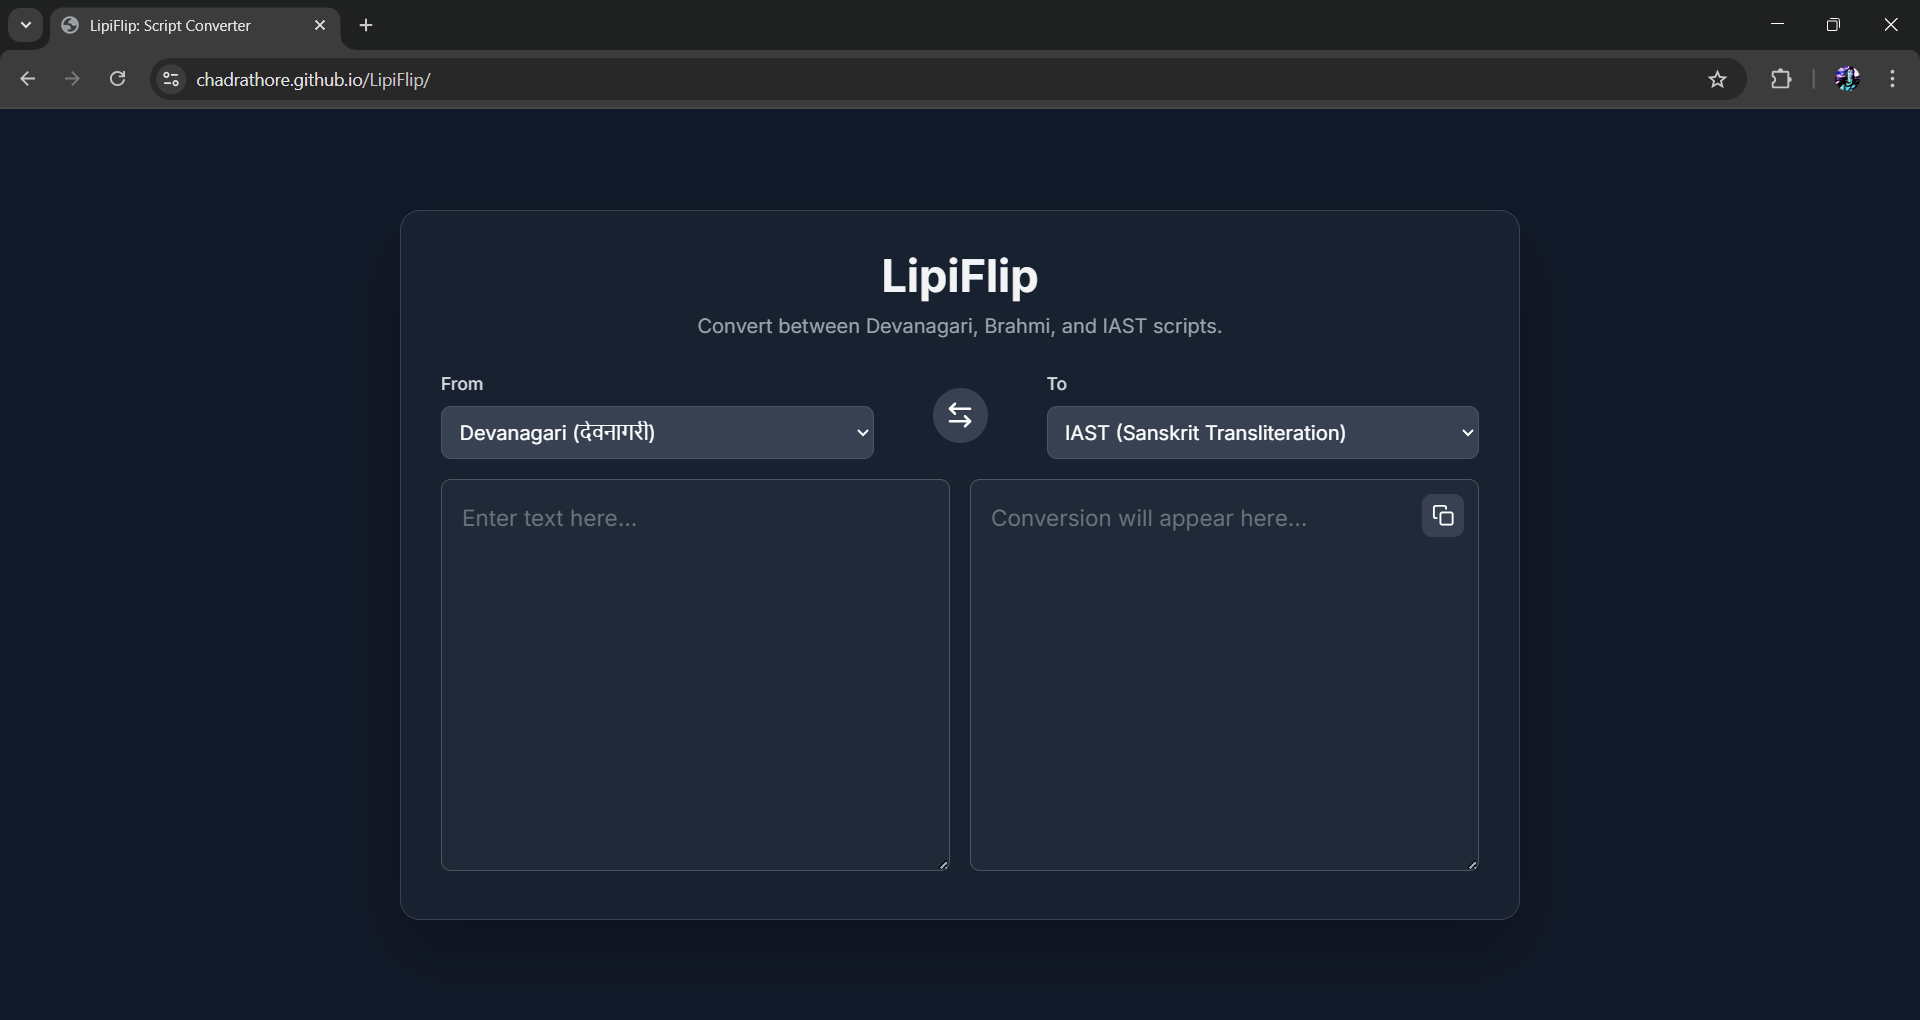 LipiFlip: Script Converter
chadrathore.github.io/LipiFlip/
LipiFlip
Convert between Devanagari, Brahmi, and IAST scripts.
From
To
Devanagari (देवनागरी)
IAST (Sanskrit Transliteration)
Enter text here...
Conversion will appear here...